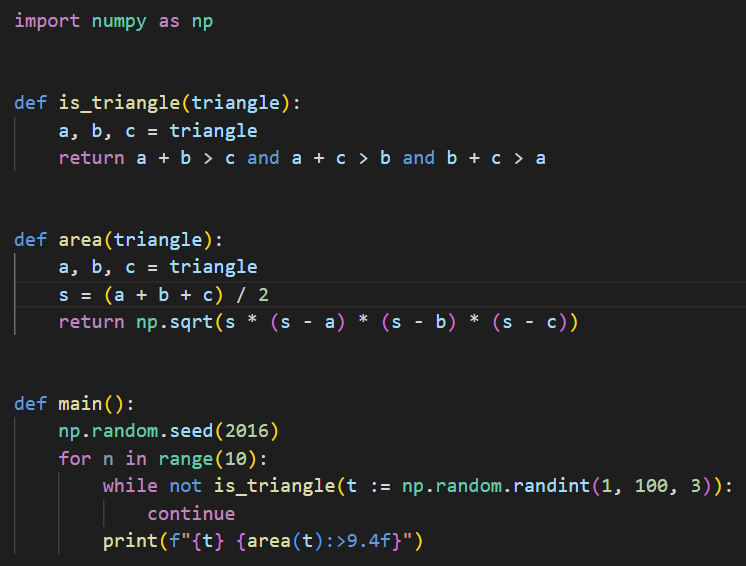 import numpy as np
def is_triangle(triangle):
    a, b, c = triangle
    return a + b > c and a + c > b and b + c > a
def area(triangle):
    a, b, c = triangle
    s = (a + b + c) / 2
    return np.sqrt(s * (s - a) * (s - b) * (s - c))
def main():
    np.random.seed(2016)
    for n in range(10):
        while not is_triangle(t := np.random.randint(1, 100, 3)):
            continue
        print(f"{t} {area(t):>9.4f}")